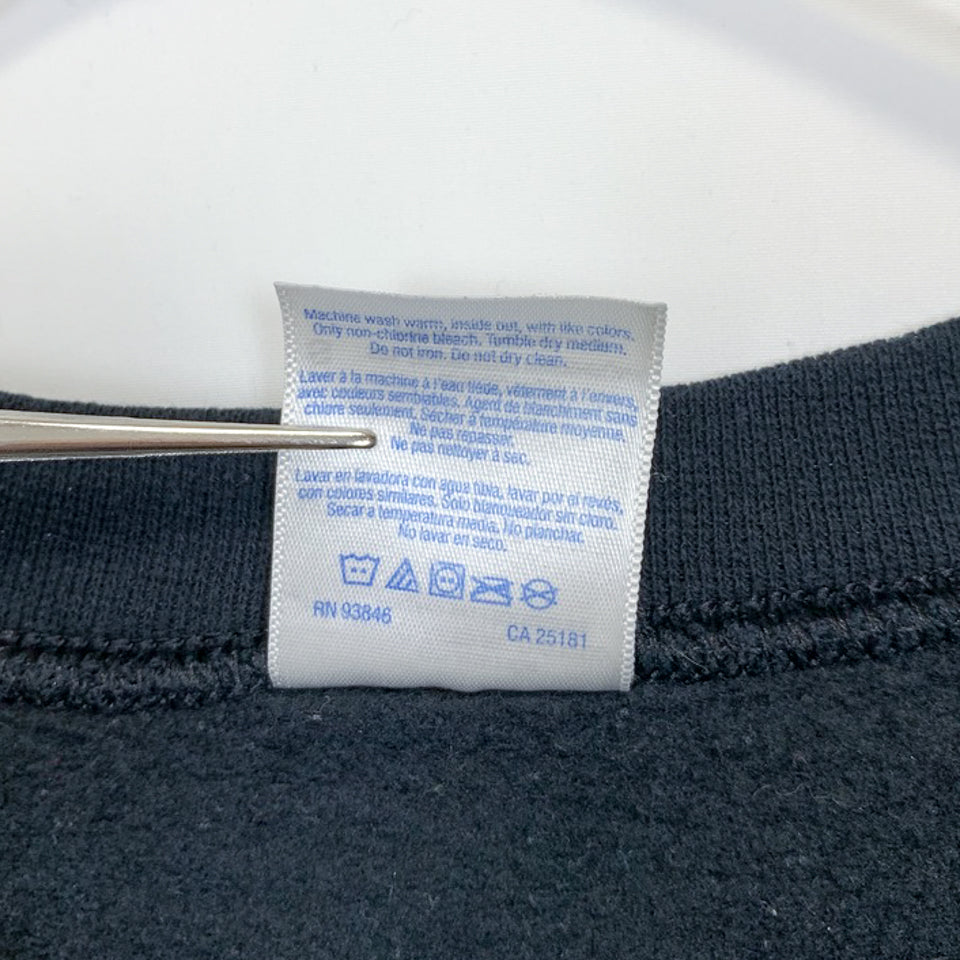 Machine wash warm, inside out, with like colors.
Only non-chlorine bleach. Tumble dry medium.
Do not iron. Do not dry clean.
Laver à la machine à l'eau tiède, vêtement à l'envers,
avec couleurs semblables. Agent de blanchiment sans
chlore seulement. Sécher à température moyenne.
Ne pas repasser.
Ne pas nettoyer à sec.
Lavar en lavadora con agua tibia, lavar por el revés,
con colores similares. Solo blanqueador sin cloro.
Secar a temperatura media. No planchar.
No lavar en seco.
RN 93846
CA 25181